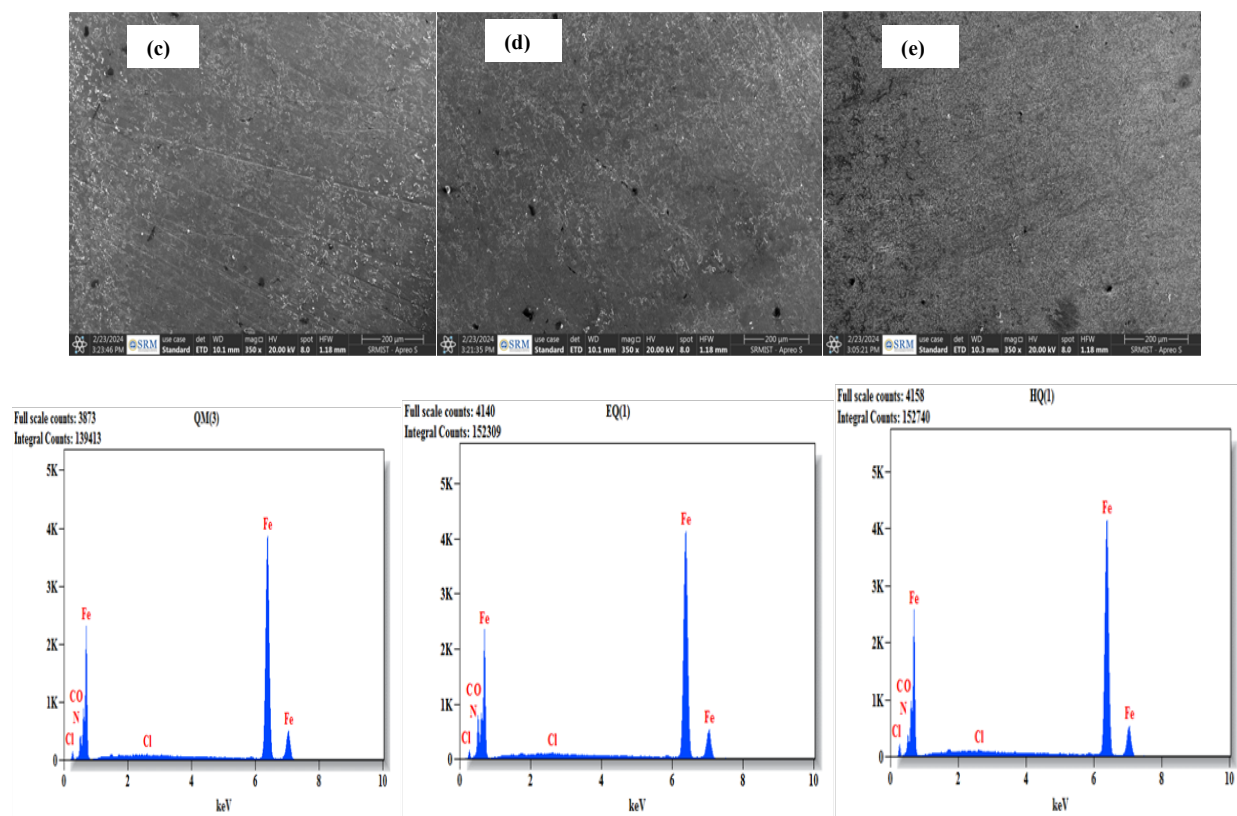 (c)
(d)
(e)
2/23/2024 3:23:46 PM SRM use case Standard det ETD WD 10.1 mm mag 350 x HV 20.00 kV spot 8.0 HFW 1.18 mm 200 µm SRMIST - Apreo S
2/23/2024 3:21:35 PM SRM use case Standard det ETD WD 10.1 mm mag 350 x HV 20.00 kV spot 8.0 HFW 1.18 mm 200 µm SRMIST - Apreo S
2/23/2024 3:05:21 PM SRM use case Standard det ETD WD 10.3 mm mag 350 x HV 20.00 kV spot 8.0 HFW 1.18 mm 200 µm SRMIST - Apreo S
Full scale counts: 3873 QM(3)
Integral Counts: 139413
5K
4K
3K
2K
1K
0
Fe
Fe
C O
N
Cl
Cl
Fe
0 2 4 6 8 10
keV
Full scale counts: 4140 EQ(1)
Integral Counts: 152309
5K
4K
3K
2K
1K
0
Fe
Fe
C O
N
Cl
Cl
Fe
0 2 4 6 8 10
keV
Full scale counts: 4158 HQ(1)
Integral Counts: 152740
5K
4K
3K
2K
1K
0
Fe
Fe
C O
N
Cl
Cl
Fe
0 2 4 6 8 10
keV